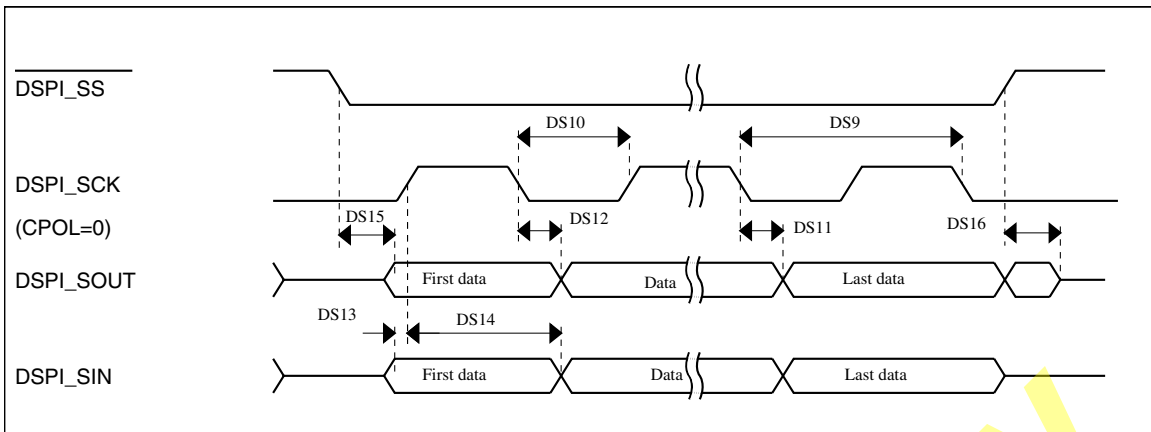 DSPI_SS
DS10
DS9
DSPI_SCK
(CPOL=0)
DS15
DS12
DS11
DS16
DSPI_SOUT
First data
Data
Last data
DS13
DS14
DSPI_SIN
First data
Data
Last data